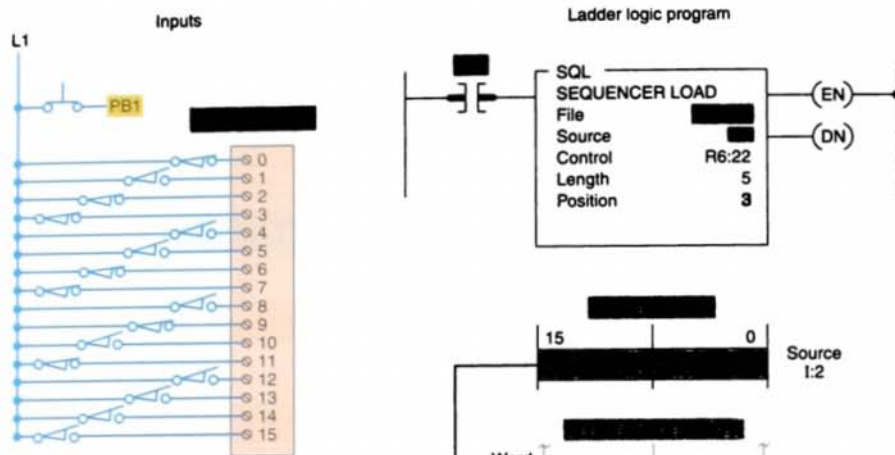 Inputs
L1
PB1
0
1
2
3
4
5
6
7
8
9
10
11
12
13
14
15
Ladder logic program
SQL
SEQUENCER LOAD
File
Source
Control R6:22
Length 5
Position 3
EN
DN
15 0
Source
I:2